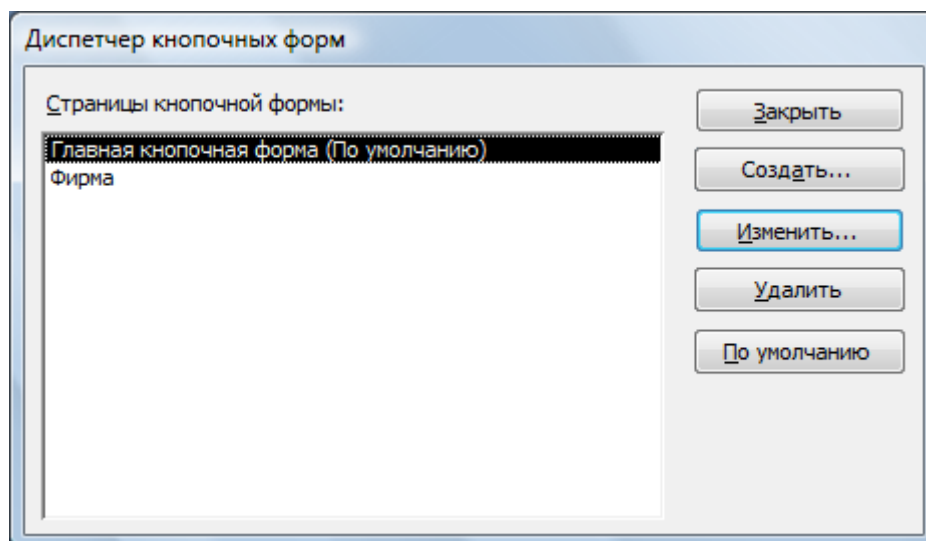 Диспетчер кнопочных форм
Страницы кнопочной формы:
Главная кнопочная форма (По умолчанию)
Фирма
Закрыть
Создать...
Изменить...
Удалить
По умолчанию